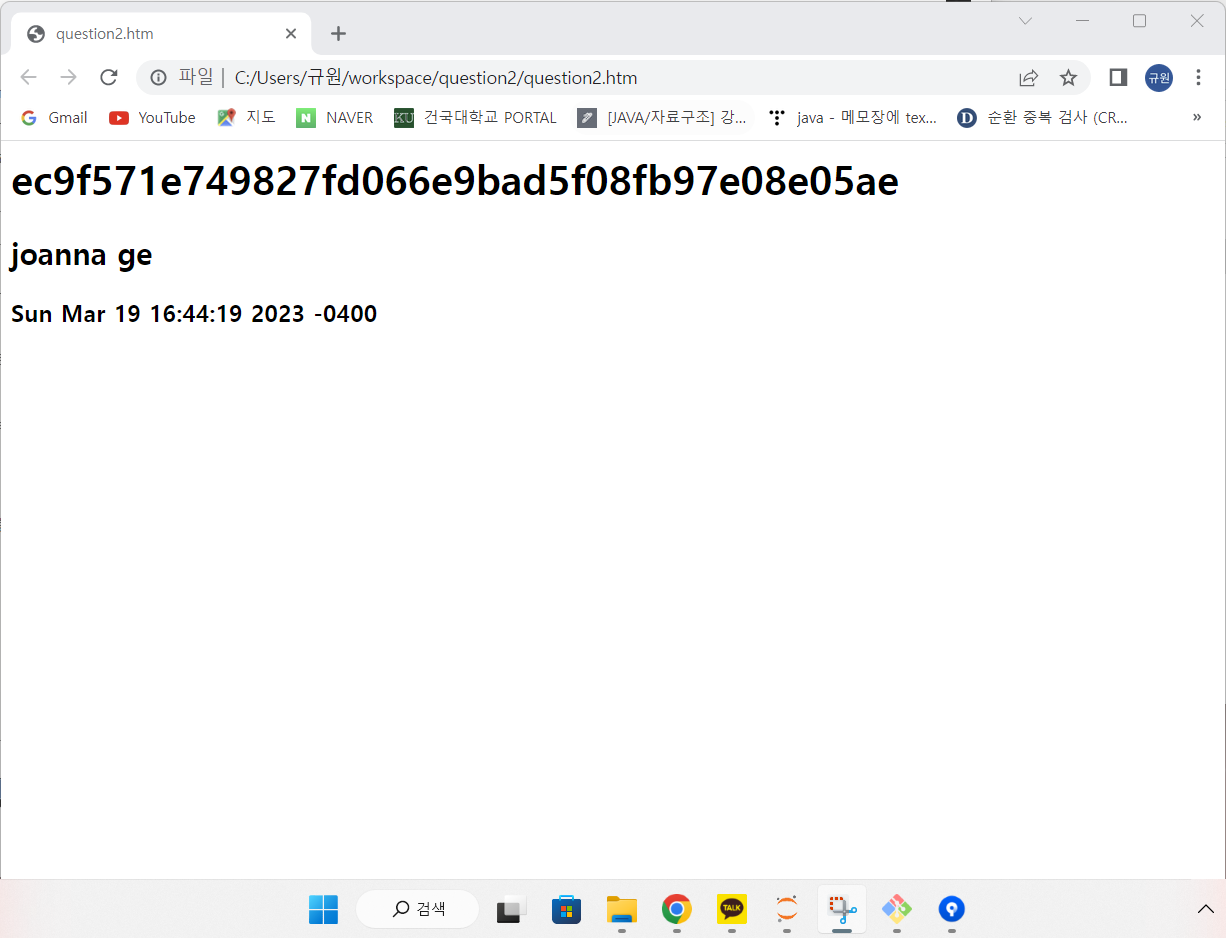 question2.htm
파일 | C:/Users/규원/workspace/question2/question2.htm
규원
Gmail YouTube 지도 N NAVER KU 건국대학교 PORTAL [JAVA/자료구조] 강... java - 메모장에 tex... D 순환 중복 검사 (CR... »
ec9f571e749827fd066e9bad5f08fb97e08e05ae
joanna ge
Sun Mar 19 16:44:19 2023 -0400
검색 TALK